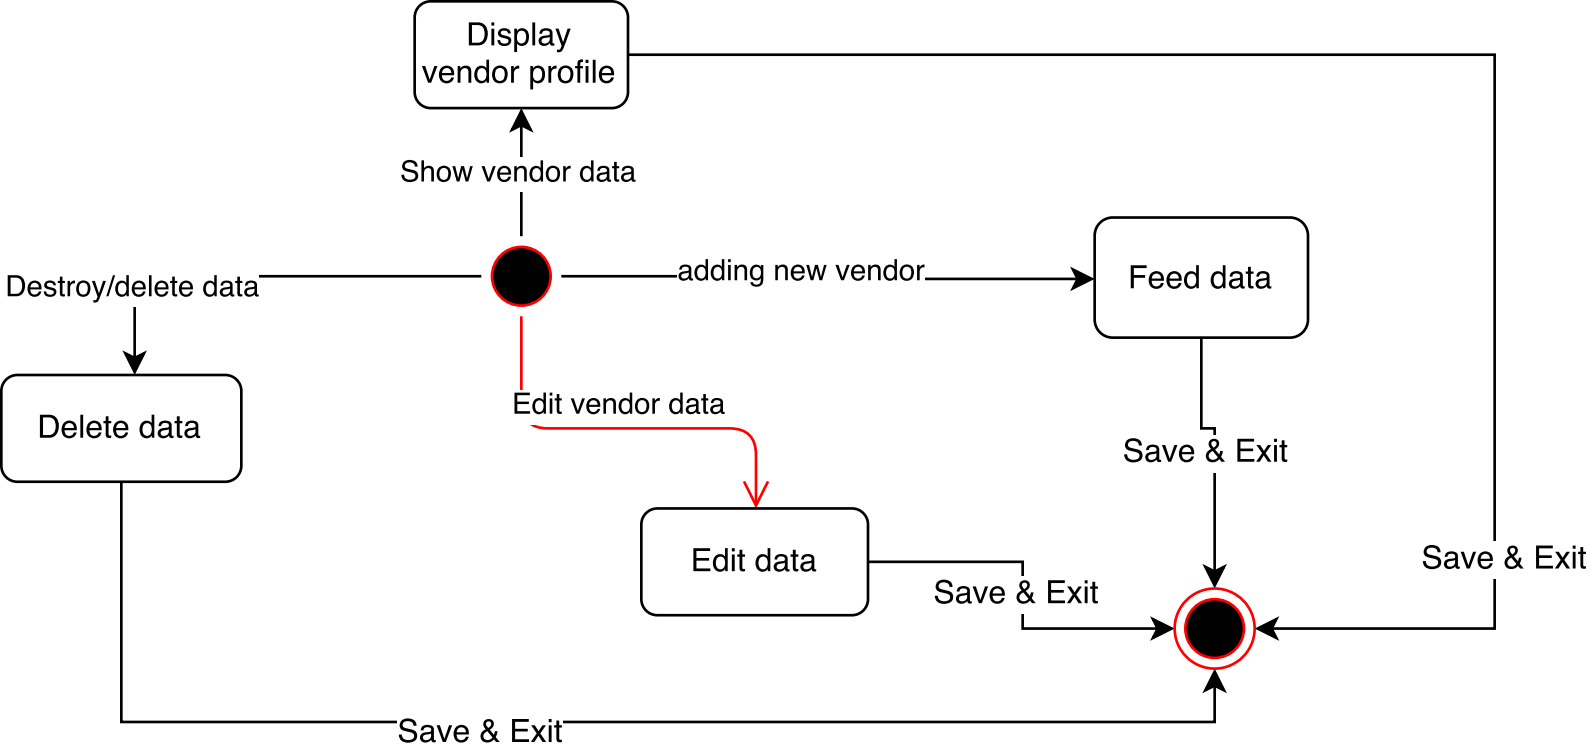 Display
vendor profile
Show vendor data
adding new vendor
Feed data
Destroy/delete data
Edit vendor data
Delete data
Save & Exit
Edit data
Save & Exit
Save & Exit
Save & Exit